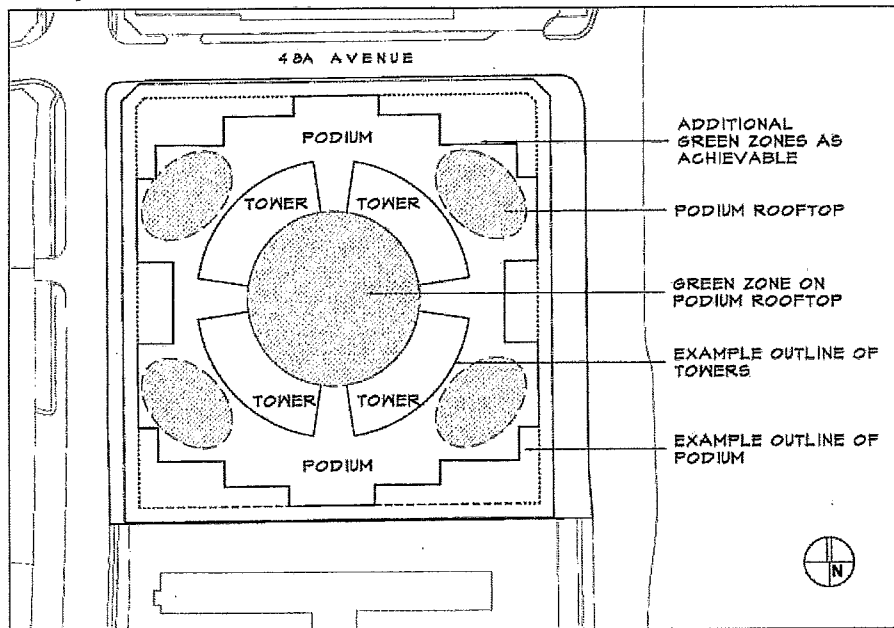 48A AVENUE
PODIUM
TOWER
TOWER
TOWER
TOWER
PODIUM
ADDITIONAL
GREEN ZONES AS
ACHIEVABLE
PODIUM ROOFTOP
GREEN ZONE ON
PODIUM ROOFTOP
EXAMPLE OUTLINE OF
TOWERS
EXAMPLE OUTLINE OF
PODIUM
N